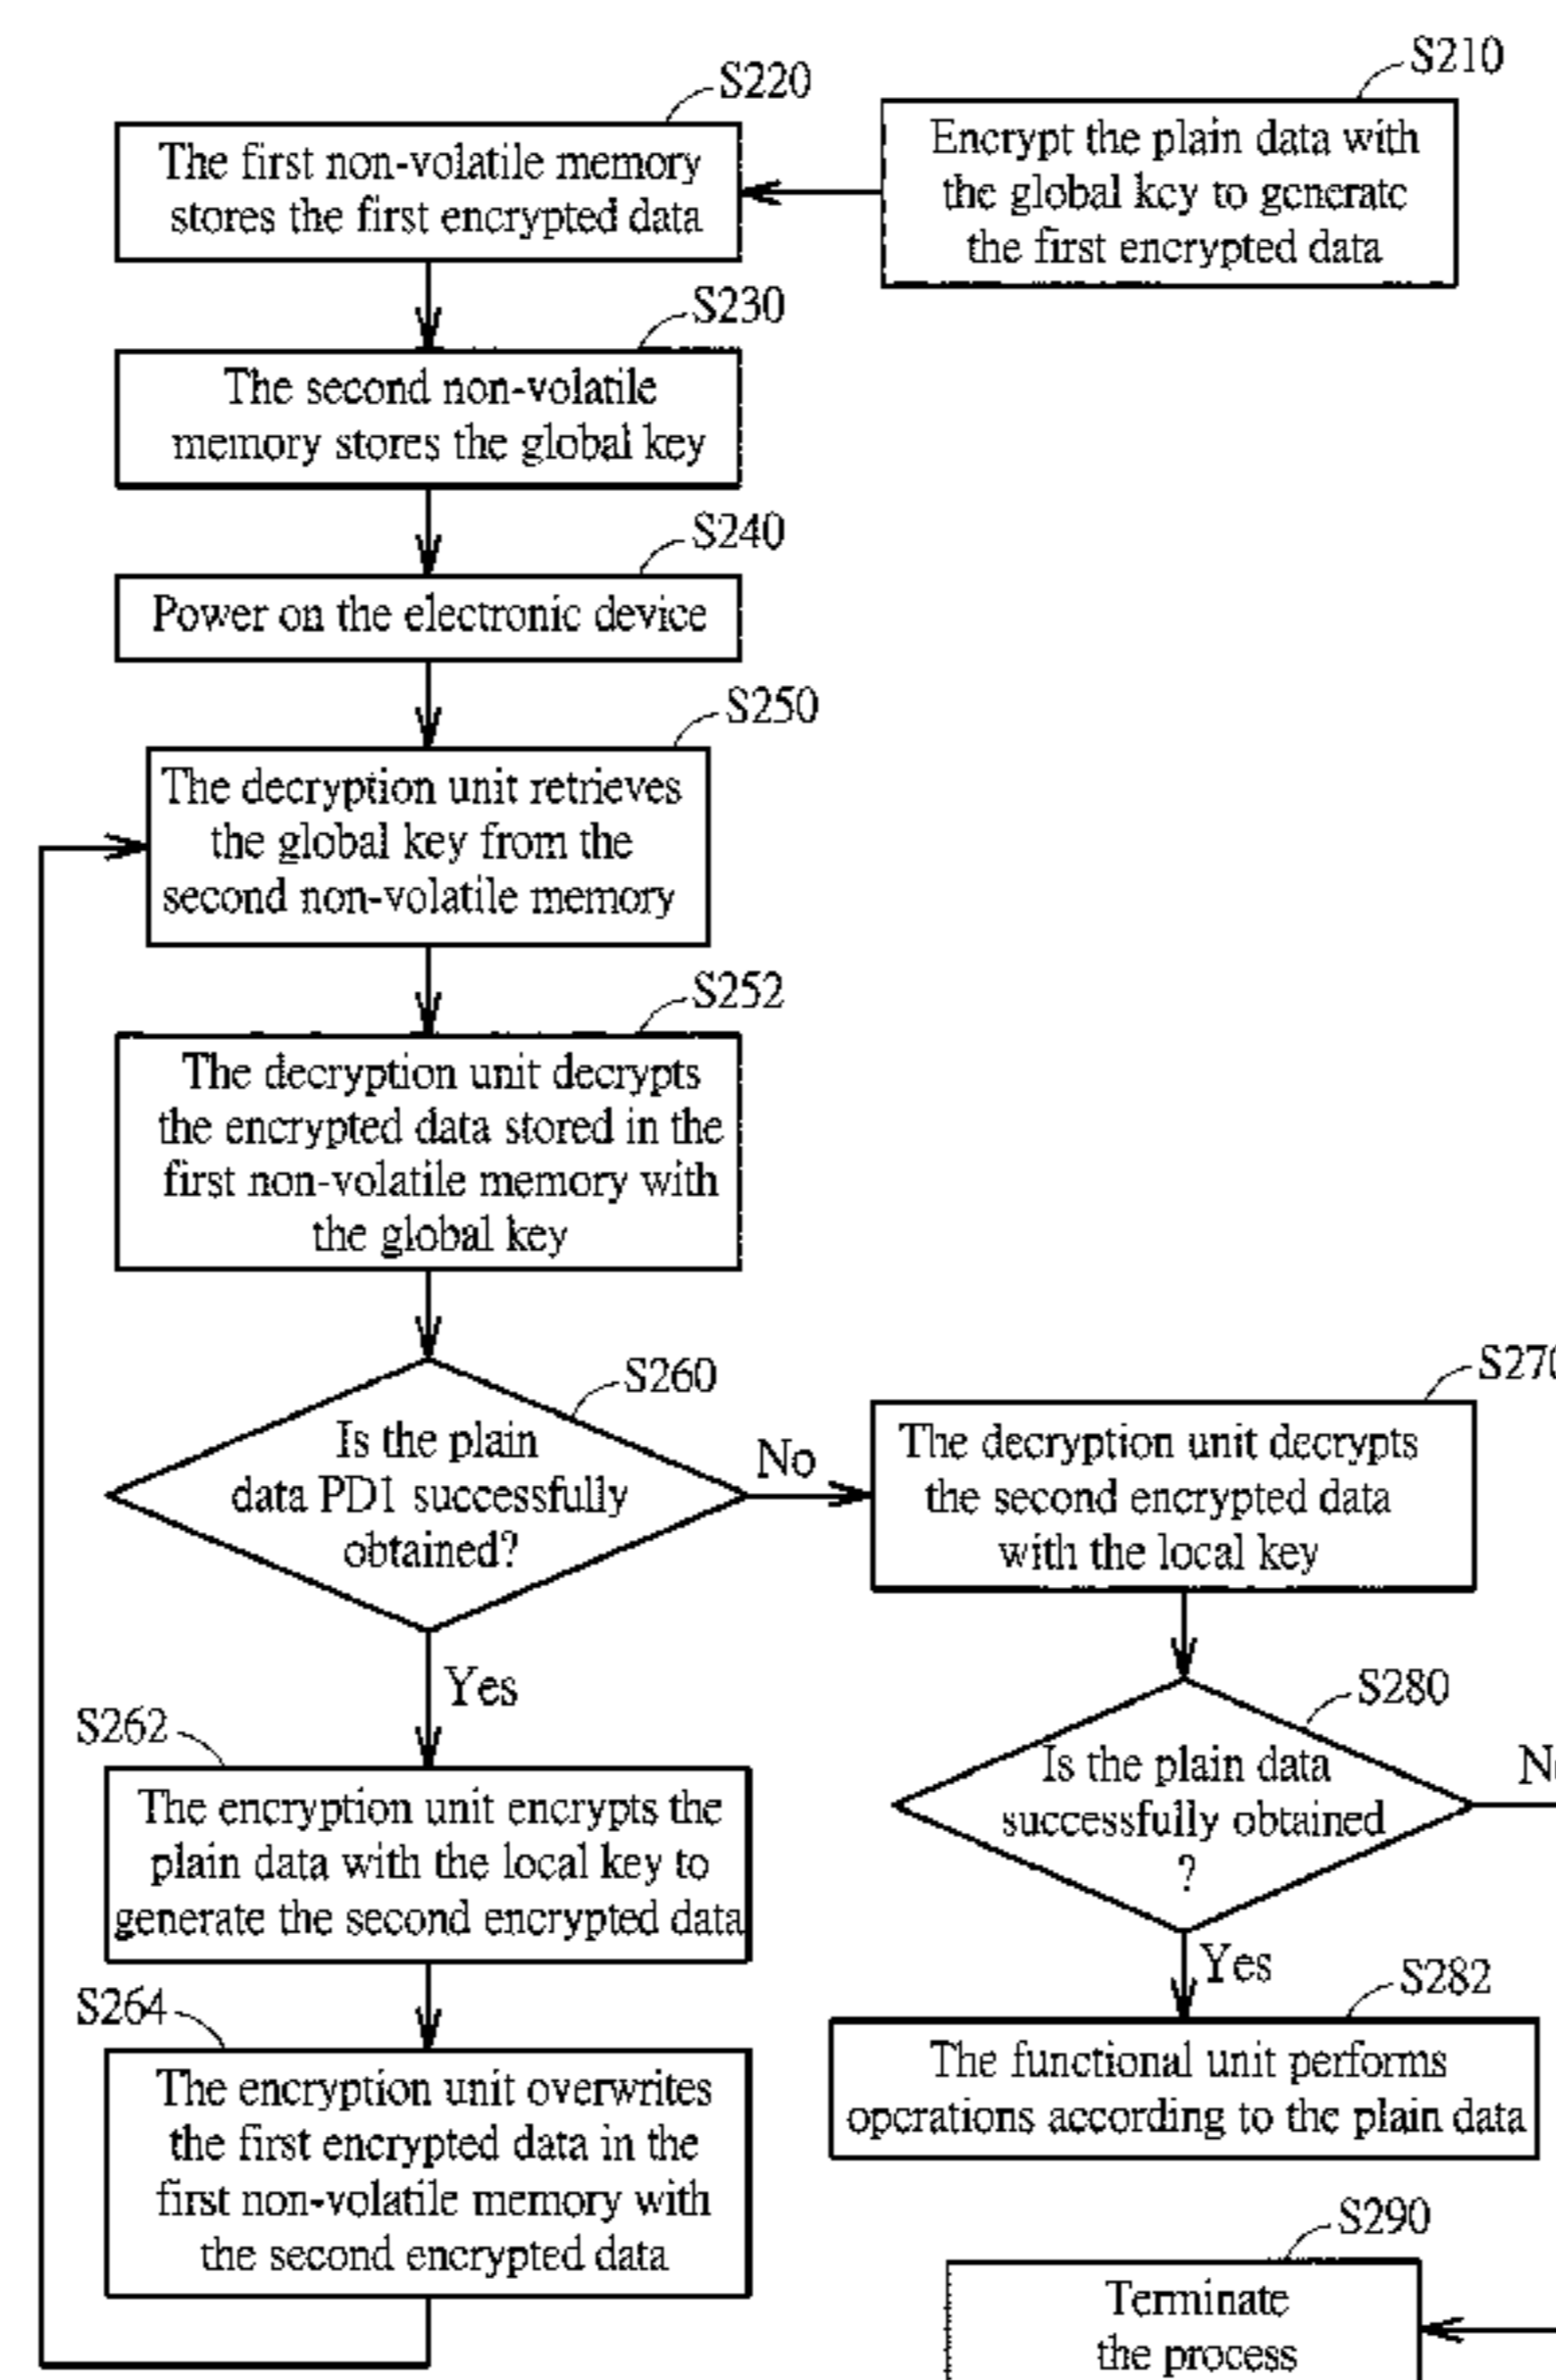 S210
Encrypt the plain data with
the global key to generate
the first encrypted data
S220
The first non-volatile memory
stores the first encrypted data
S230
The second non-volatile
memory stores the global key
S240
Power on the electronic device
S250
The decryption unit retrieves
the global key from the
second non-volatile memory
S252
The decryption unit decrypts
the encrypted data stored in the
first non-volatile memory with
the global key
S260
Is the plain
data PD1 successfully
obtained?
No
Yes
S262
The encryption unit encrypts the
plain data with the local key to
generate the second encrypted data
S264
The encryption unit overwrites
the first encrypted data in the
first non-volatile memory with
the second encrypted data
S270
The decryption unit decrypts
the second encrypted data
with the local key
S280
Is the plain data
successfully obtained
?
No
Yes
S282
The functional unit performs
operations according to the plain data
S290
Terminate
the process